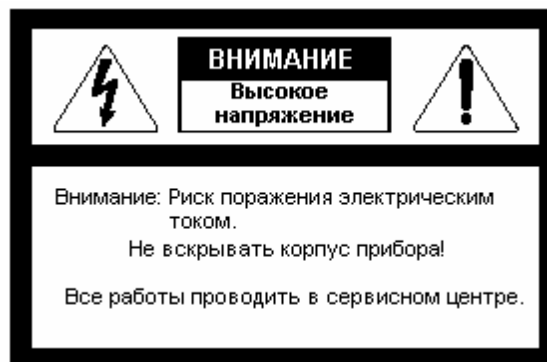 ВНИМАНИЕ
Высокое
напряжение
Внимание: Риск поражения электрическим
током.
Не вскрывать корпус прибора!
Все работы проводить в сервисном центре.